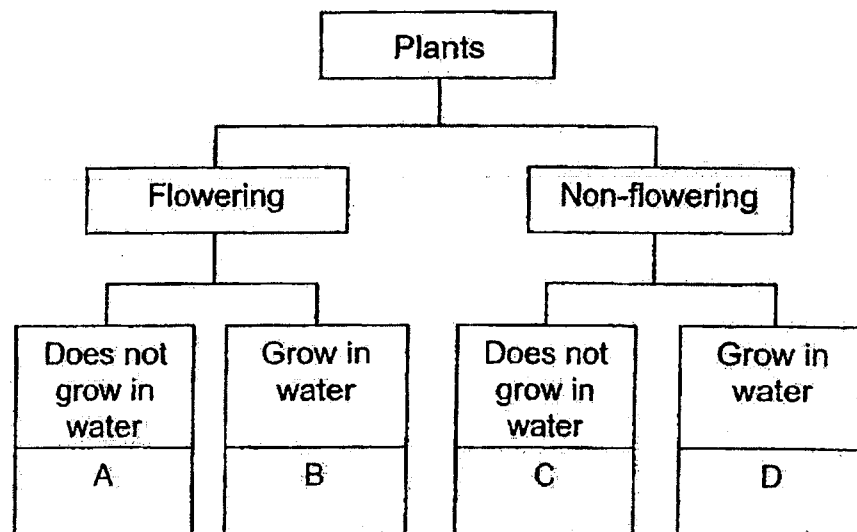 Plants
Flowering
Non-flowering
Does not
grow in
water
Grow in
water
Does not
grow in
water
Grow in
water
A
B
C
D